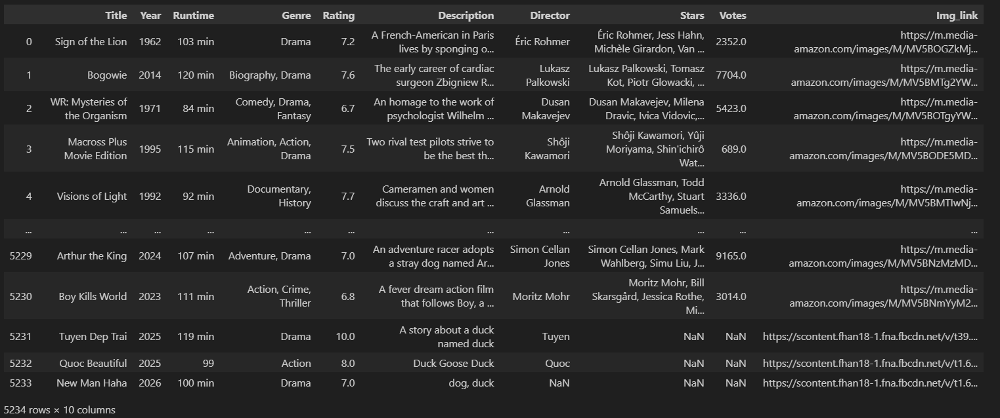 Title Year Runtime Genre Rating Description Director Stars Votes Img_link
0 Sign of the Lion 1962 103 min Drama 7.2 A French-American in Paris lives by sponging o... Éric Rohmer Éric Rohmer, Jess Hahn, Michèle Girardon, Van ... 2352.0 https://m.media-amazon.com/images/M/MV5BOGZkMj...
1 Bogowie 2014 120 min Biography, Drama 7.6 The early career of cardiac surgeon Zbigniew R... Lukasz Palkowski Lukasz Palkowski, Tomasz Kot, Piotr Glowacki, ... 7704.0 https://m.media-amazon.com/images/M/MV5BMTg2YW...
2 WR: Mysteries of the Organism 1971 84 min Comedy, Drama, Fantasy 6.7 An homage to the work of psychologist Wilhelm ... Dusan Makavejev Dusan Makavejev, Milena Dravic, Ivica Vidovic,... 5423.0 https://m.media-amazon.com/images/M/MV5BOTgyYW...
3 Macross Plus Movie Edition 1995 115 min Animation, Action, Drama 7.5 Two rival test pilots strive to be the best th... Shôji Kawamori Shôji Kawamori, Yûji Moriyama, Shin'ichirô Wat... 689.0 https://m.media-amazon.com/images/M/MV5BODE5MD...
4 Visions of Light 1992 92 min Documentary, History 7.7 Cameramen and women discuss the craft and art ... Arnold Glassman Arnold Glassman, Todd McCarthy, Stuart Samuels... 3336.0 https://m.media-amazon.com/images/M/MV5BMTIwNj...
... ... ... ... ... ... ... ... ... ... ...
5229 Arthur the King 2024 107 min Adventure, Drama 7.0 An adventure racer adopts a stray dog named Ar... Simon Cellan Jones Simon Cellan Jones, Mark Wahlberg, Simu Liu, J... 9165.0 https://m.media-amazon.com/images/M/MV5BNzMzMD...
5230 Boy Kills World 2023 111 min Action, Crime, Thriller 6.8 A fever dream action film that follows Boy, a ... Moritz Mohr Moritz Mohr, Bill Skarsgård, Jessica Rothe, Mi... 3014.0 https://m.media-amazon.com/images/M/MV5BNmYyM2...
5231 Tuyen Dep Trai 2025 119 min Drama 10.0 A story about a duck named duck Tuyen NaN NaN https://scontent.fhan18-1.fna.fbcdn.net/v/t39....
5232 Quoc Beautiful 2025 99 Action 8.0 Duck Goose Duck Quoc NaN NaN https://scontent.fhan18-1.fna.fbcdn.net/v/t1.6...
5233 New Man Haha 2026 100 min Drama 7.0 dog, duck NaN NaN NaN https://scontent.fhan18-1.fna.fbcdn.net/v/t1.6...
5234 rows × 10 columns